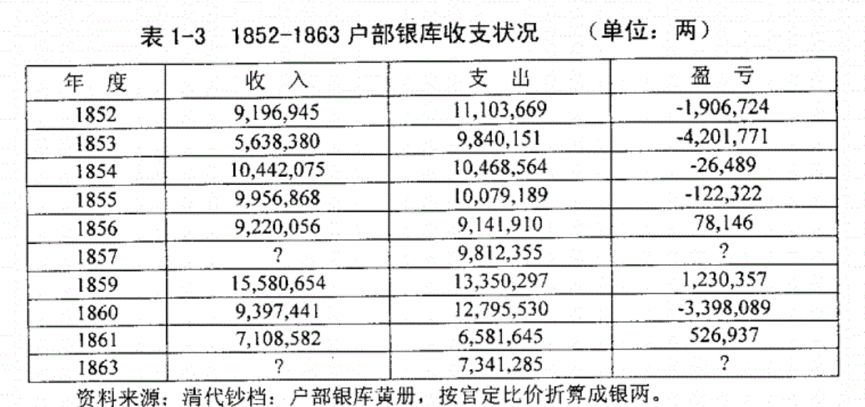 表1-3 1852-1863户部银库收支状况 （单位：两）
年 度 收 入 支 出 盈 亏
1852 9,196,945 11,103,669 -1,906,724
1853 5,638,380 9,840,151 -4,201,771
1854 10,442,075 10,468,564 -26,489
1855 9,956,868 10,079,189 -122,322
1856 9,220,056 9,141,910 78,146
1857 ? 9,812,355 ?
1859 15,580,654 13,350,297 1,230,357
1860 9,397,441 12,795,530 -3,398,089
1861 7,108,582 6,581,645 526,937
1863 ? 7,341,285 ?
资料来源：清代钞档：户部银库黄册，按官定比价折算成银两。